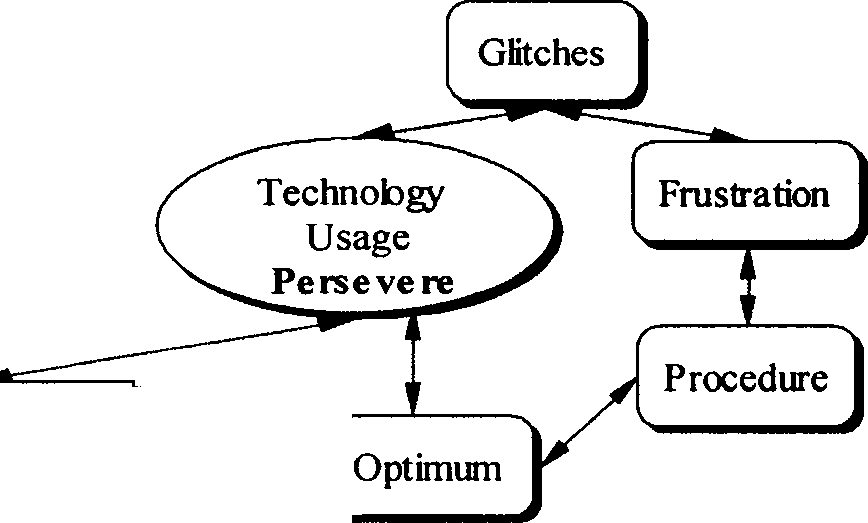 Glitches
Technology
Usage
Persevere
Frustration
Procedure
Optimum